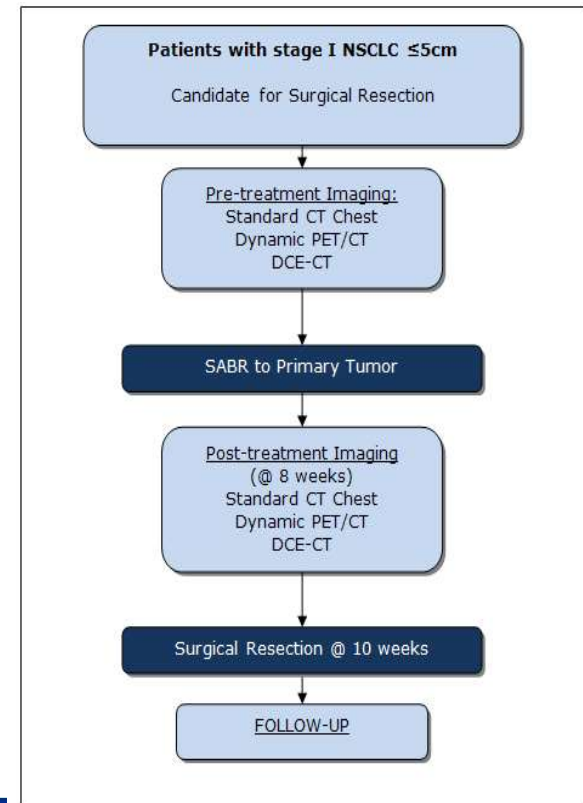 Patients with stage I NSCLC ≤5cm
Candidate for Surgical Resection
Pre-treatment Imaging:
Standard CT Chest
Dynamic PET/CT
DCE-CT
SABR to Primary Tumor
Post-treatment Imaging
(@ 8 weeks)
Standard CT Chest
Dynamic PET/CT
DCE-CT
Surgical Resection @ 10 weeks
FOLLOW-UP